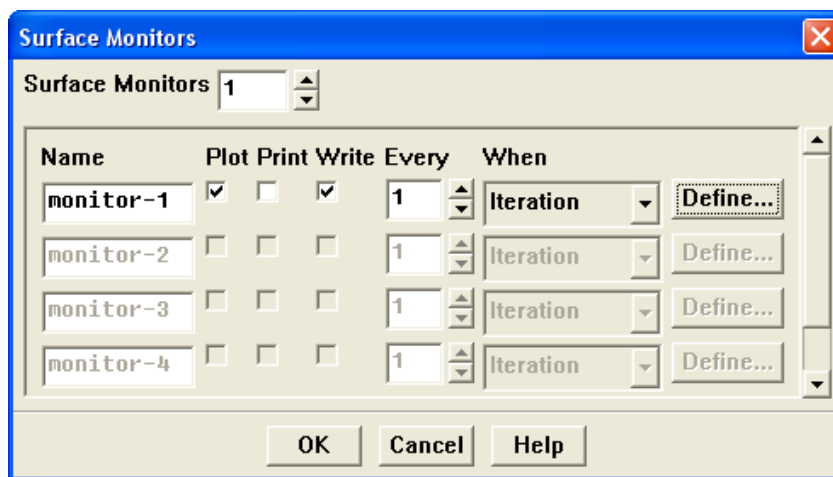 Surface Monitors
Surface Monitors 1
Name Plot Print Write Every When
monitor-1 1 Iteration Define...
monitor-2 1 Iteration Define...
monitor-3 1 Iteration Define...
monitor-4 1 Iteration Define...
OK Cancel Help